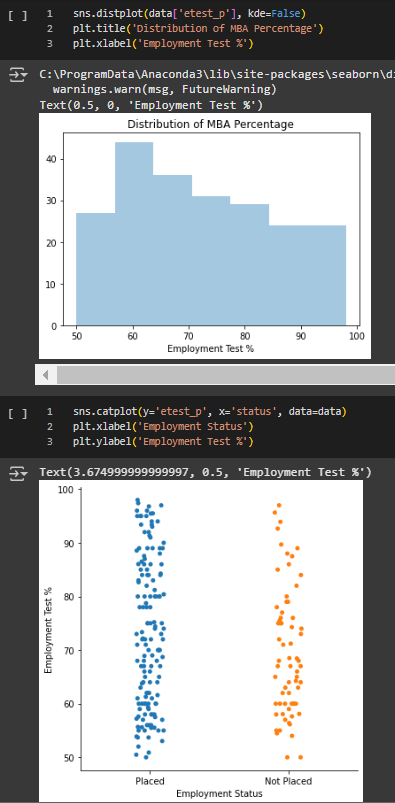 [ ] 1 sns.distplot(data['etest_p'], kde=False)
2 plt.title('Distribution of MBA Percentage')
3 plt.xlabel('Employment Test %')
C:\ProgramData\Anaconda3\lib\site-packages\seaborn\di
warnings.warn(msg, FutureWarning)
Text(0.5, 0, 'Employment Test %')
Distribution of MBA Percentage
40
30
20
10
0
50 60 70 80 90 100
Employment Test %
[ ] 1 sns.catplot(y='etest_p', x='status', data=data)
2 plt.xlabel('Employment Status')
3 plt.ylabel('Employment Test %')
Text(3.674999999999997, 0.5, 'Employment Test %')
100
90
80
70
60
50
Employment Test %
Placed Not Placed
Employment Status